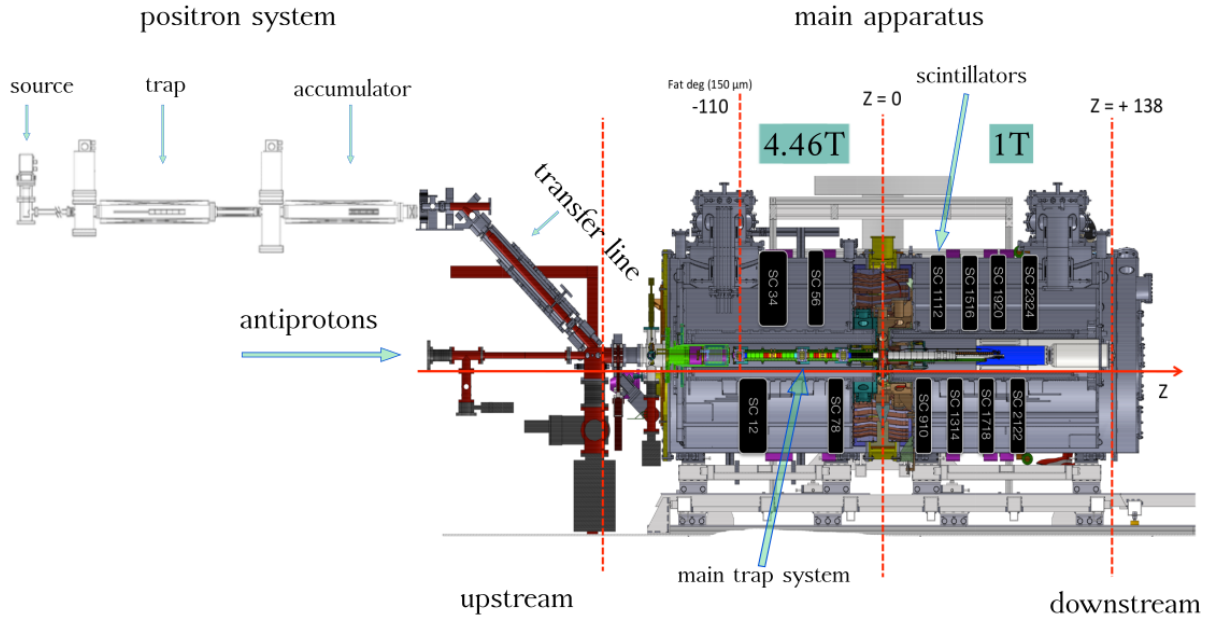 positron system
main apparatus
source
trap
accumulator
scintillators
Fat deg (150 μm)
-110
Z = 0
Z = + 138
4.46T
1T
transfer line
antiprotons
SC 34
SC 56
SC 1112
SC 1516
SC 1920
SC 2324
Z
SC 12
SC 78
SC 910
SC 1314
SC 1718
SC 2122
main trap system
upstream
downstream